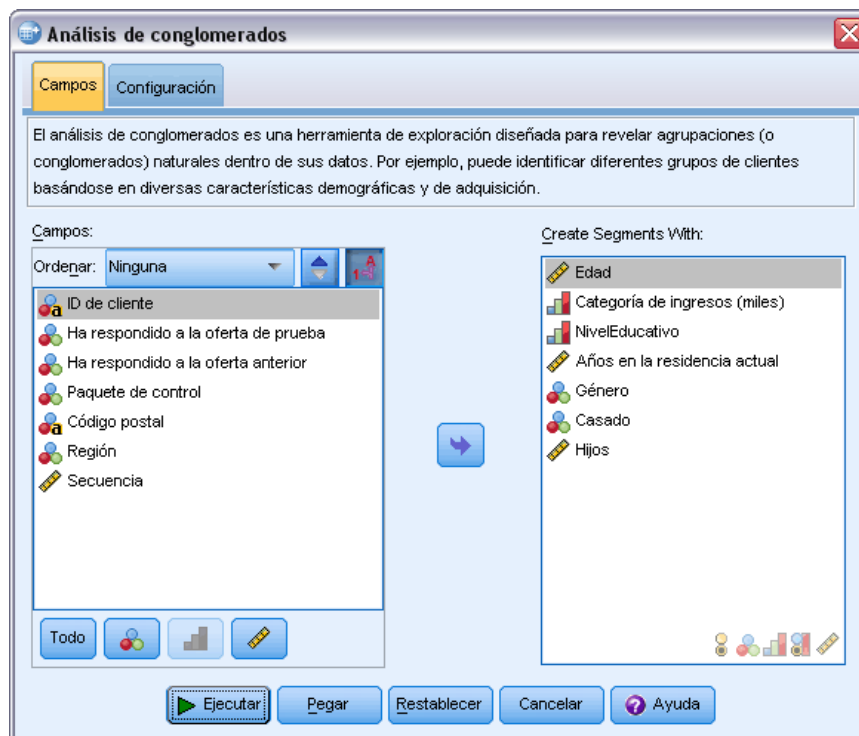 Análisis de conglomerados
Campos
Configuración
El análisis de conglomerados es una herramienta de exploración diseñada para revelar agrupaciones (o
conglomerados) naturales dentro de sus datos. Por ejemplo, puede identificar diferentes grupos de clientes
basándose en diversas características demográficas y de adquisición.
Campos:
Ordenar: Ninguna
ID de cliente
Ha respondido a la oferta de prueba
Ha respondido a la oferta anterior
Paquete de control
Código postal
Región
Secuencia
Todo
Create Segments With:
Edad
Categoría de ingresos (miles)
NivelEducativo
Años en la residencia actual
Género
Casado
Hijos
Ejecutar
Pegar
Restablecer
Cancelar
Ayuda